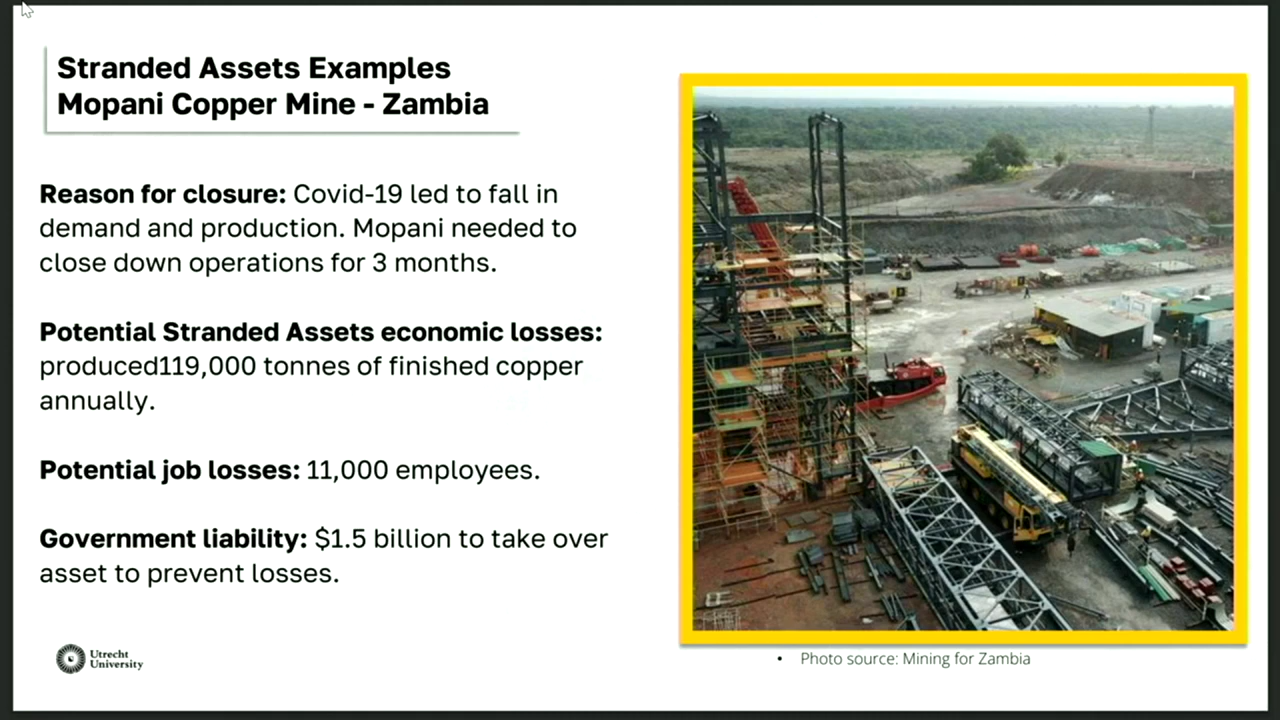 Stranded Assets Examples
Mopani Copper Mine - Zambia
Reason for closure: Covid-19 led to fall in
demand and production. Mopani needed to
close down operations for 3 months.
Potential Stranded Assets economic losses:
produced119,000 tonnes of finished copper
annually.
Potential job losses: 11,000 employees.
Government liability: $1.5 billion to take over
asset to prevent losses.
Utrecht
University
• Photo source: Mining for Zambia